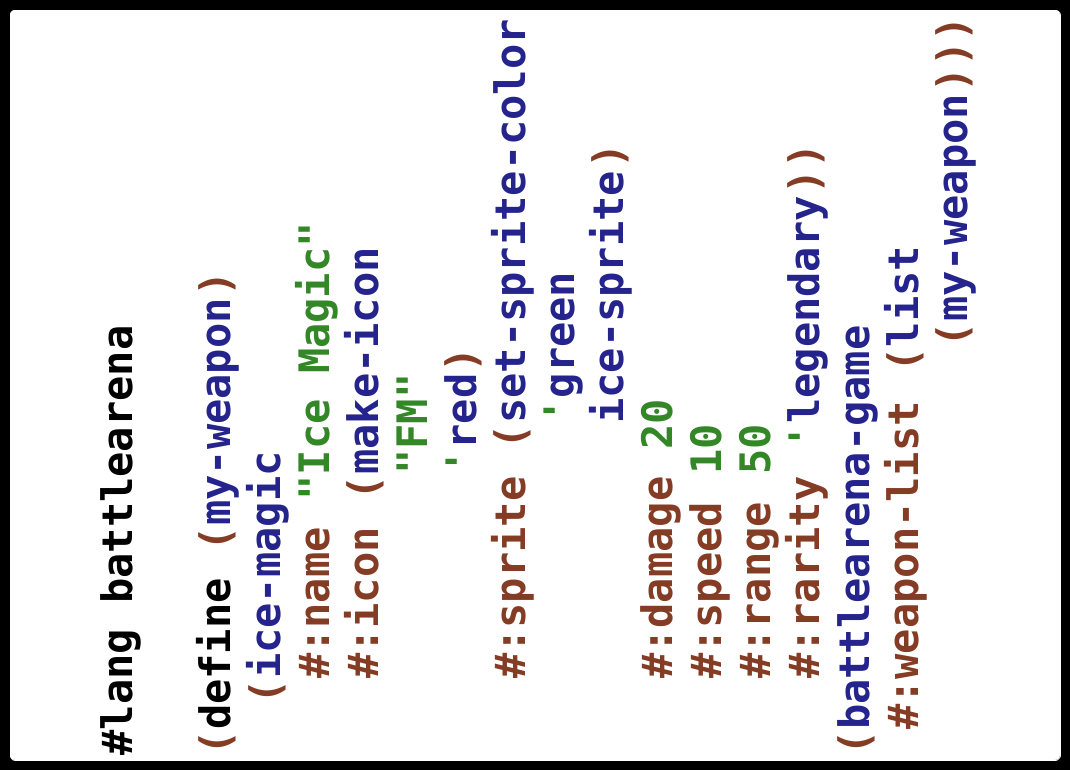 #lang battlearena
(define (my-weapon)
(ice-magic
#:name "Ice Magic"
#:icon (make-icon
"FM"
'red)
#:sprite (set-sprite-color
'green
ice-sprite)
#:damage 20
#:speed 10
#:range 50
#:rarity 'legendary))
(battlearena-game
#:weapon-list (list
(my-weapon)))